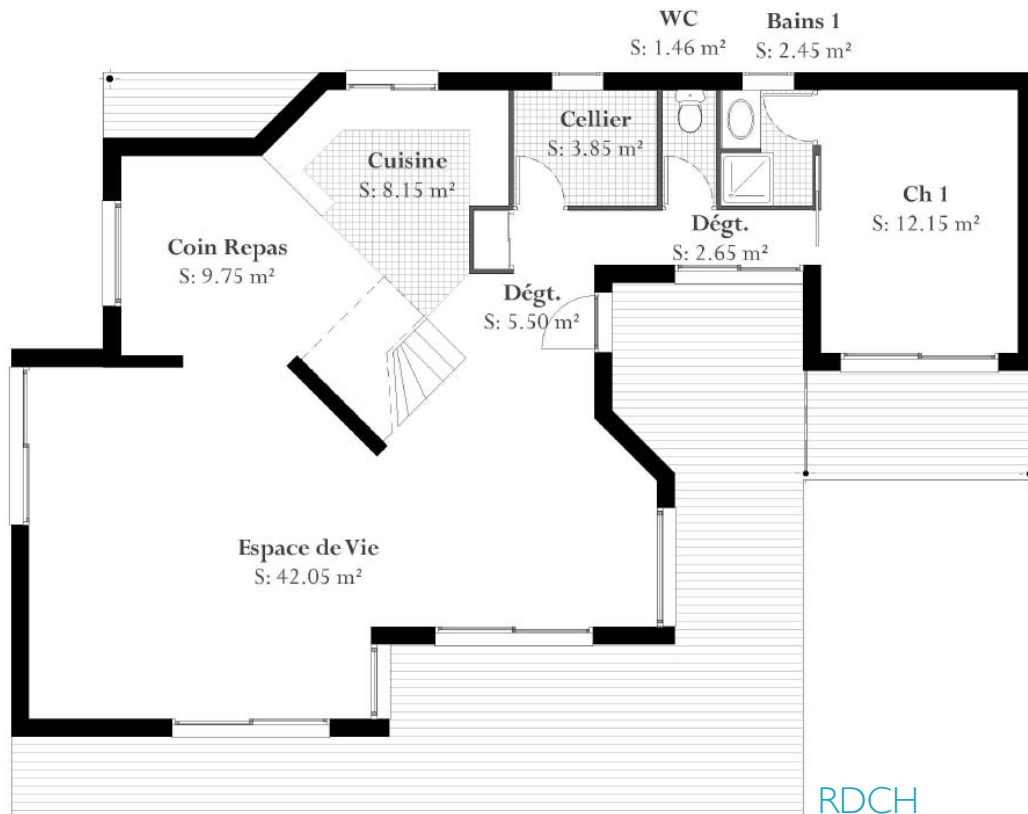 WC
S: 1.46 m²
Bains 1
S: 2.45 m²
Cellier
S: 3.85 m²
Cuisine
S: 8.15 m²
Ch 1
S: 12.15 m²
Dégt.
S: 2.65 m²
Coin Repas
S: 9.75 m²
Dégt.
S: 5.50 m²
Espace de Vie
S: 42.05 m²
RDCH